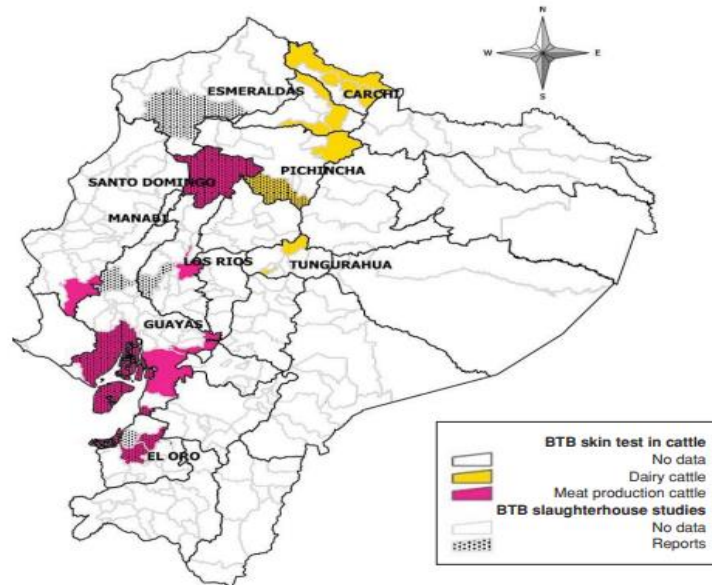 N
W E
S
ESMERALDAS
CARCHI
PICHINCHA
SANTO DOMINGO
MANABI
LOS RIOS
TUNGURAHUA
GUAYAS
EL ORO
BTB skin test in cattle
No data
Dairy cattle
Meat production cattle
BTB slaughterhouse studies
No data
Reports